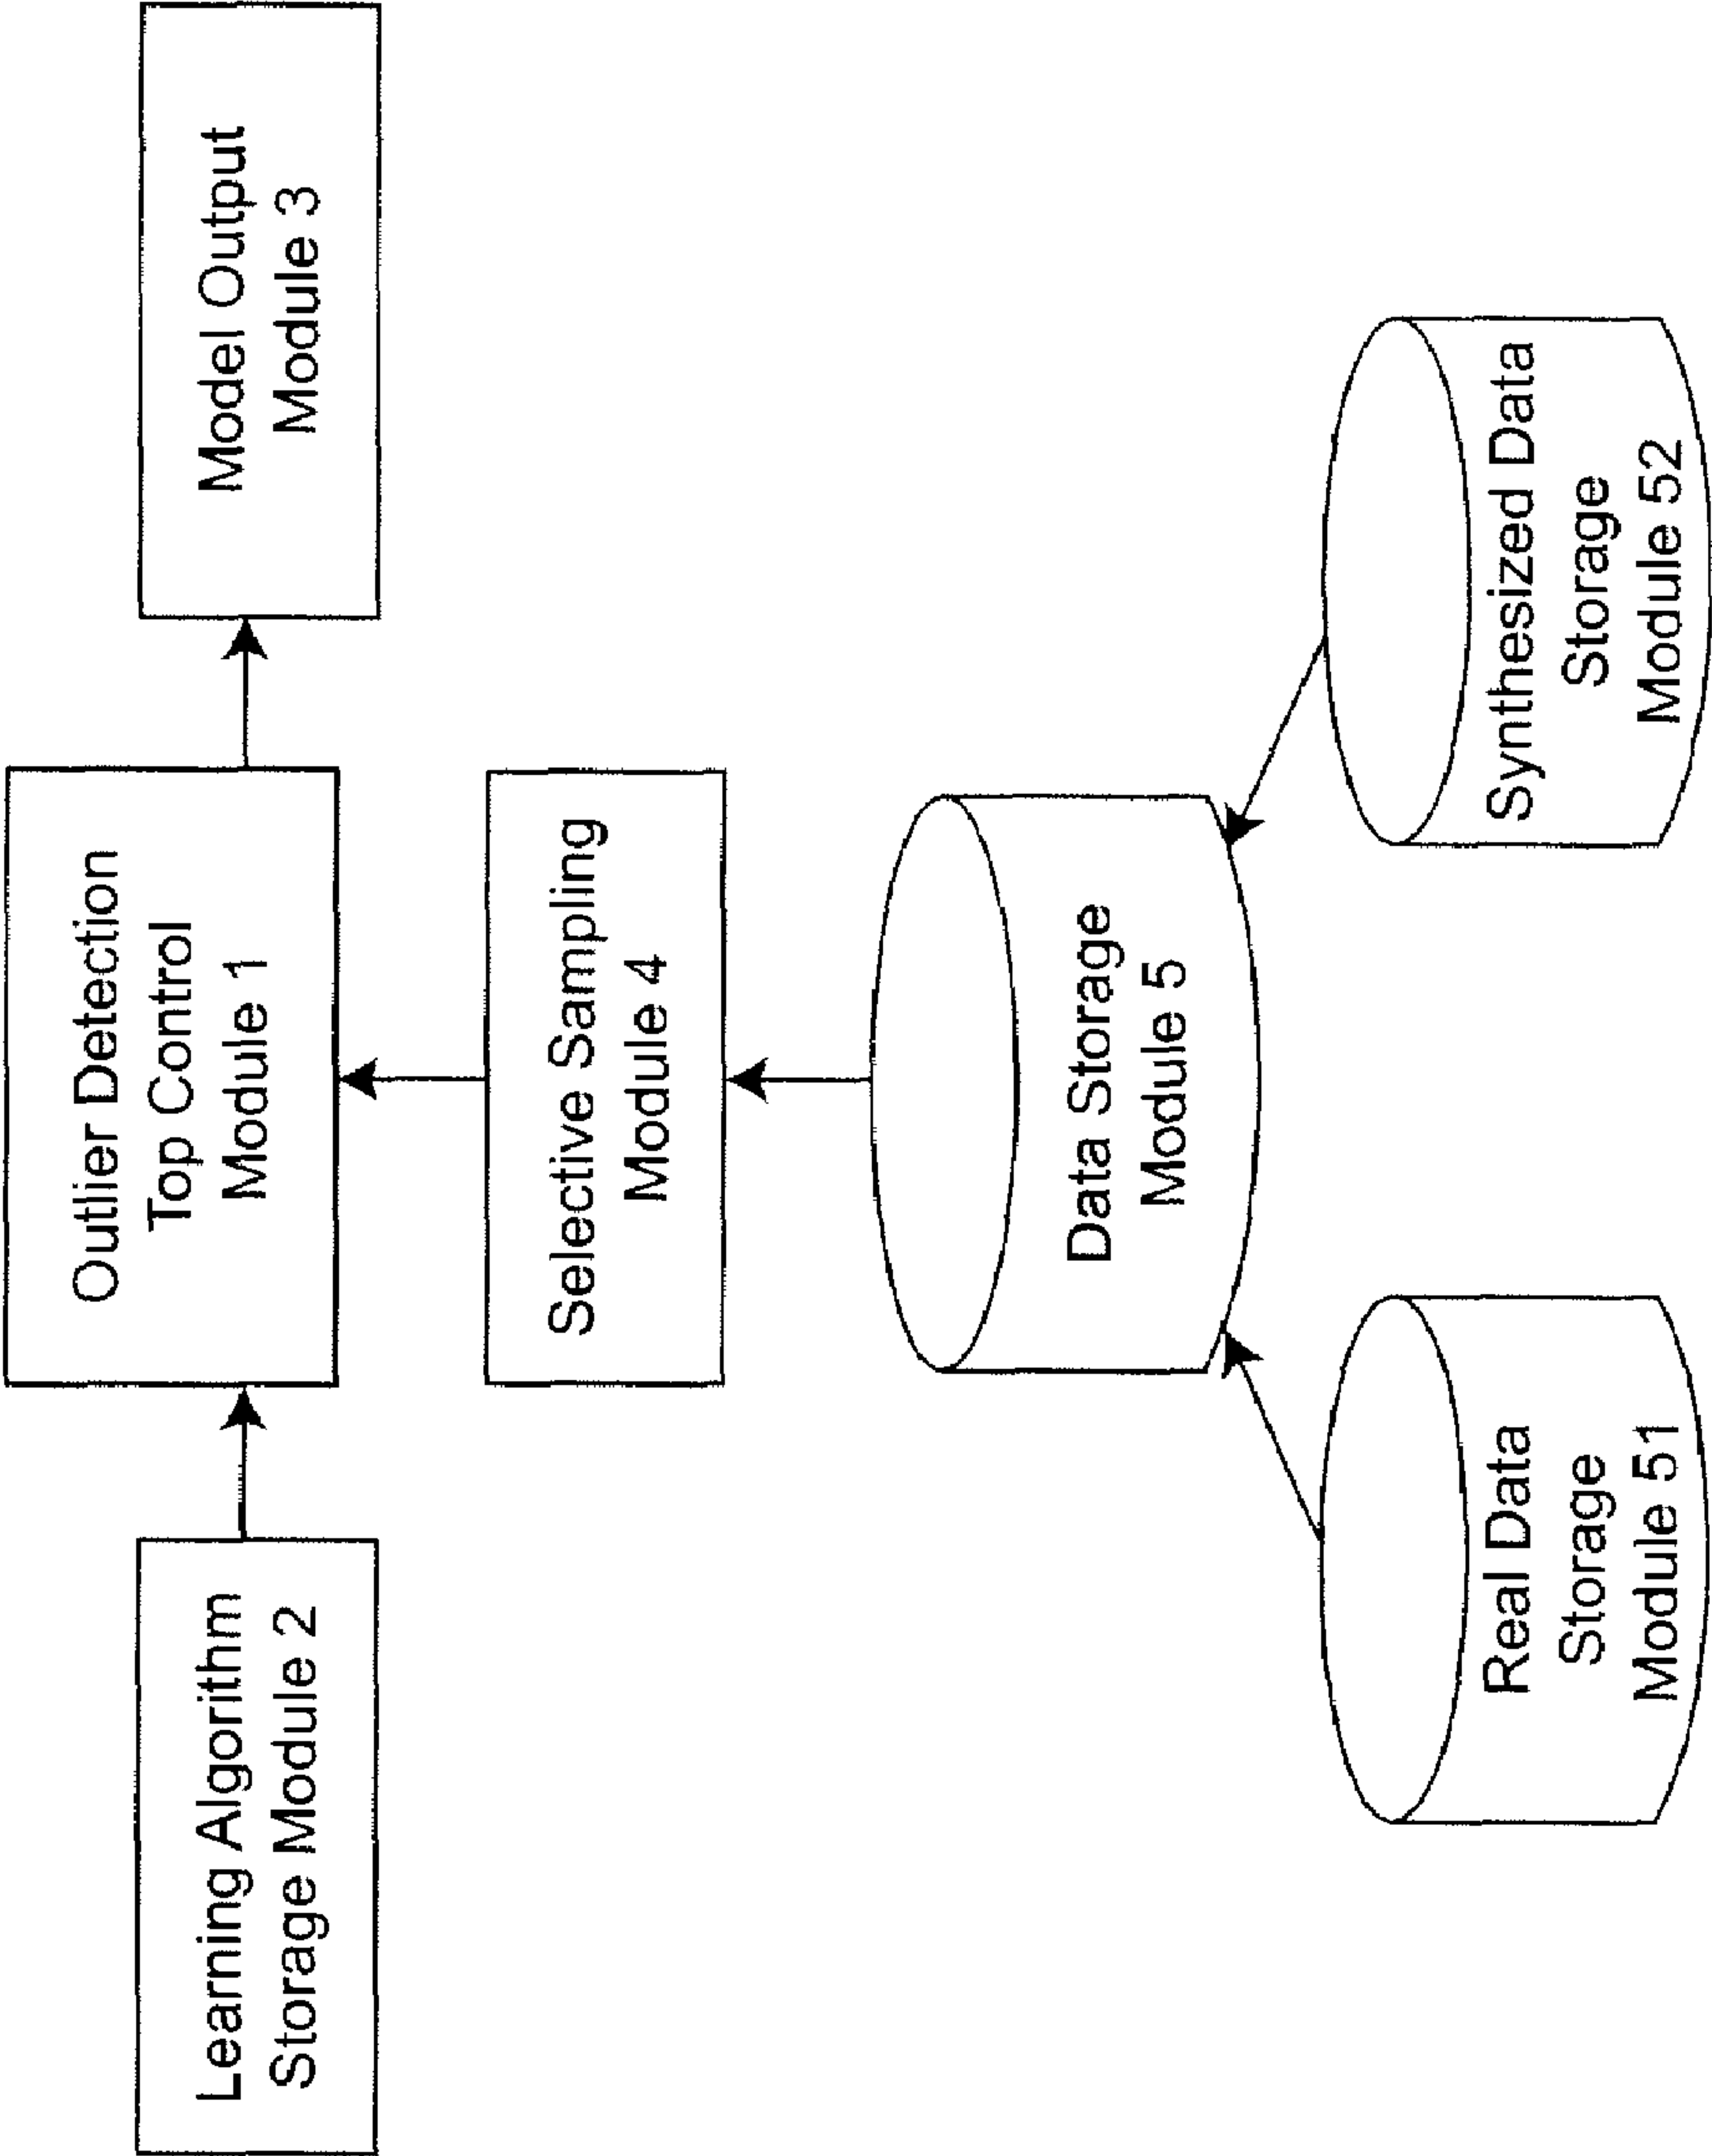 Learning Algorithm
Storage Module 2
Outlier Detection
Top Control
Module 1
Model Output
Module 3
Selective Sampling
Module 4
Data Storage
Module 5
Real Data
Storage
Module 51
Synthesized Data
Storage
Module 52